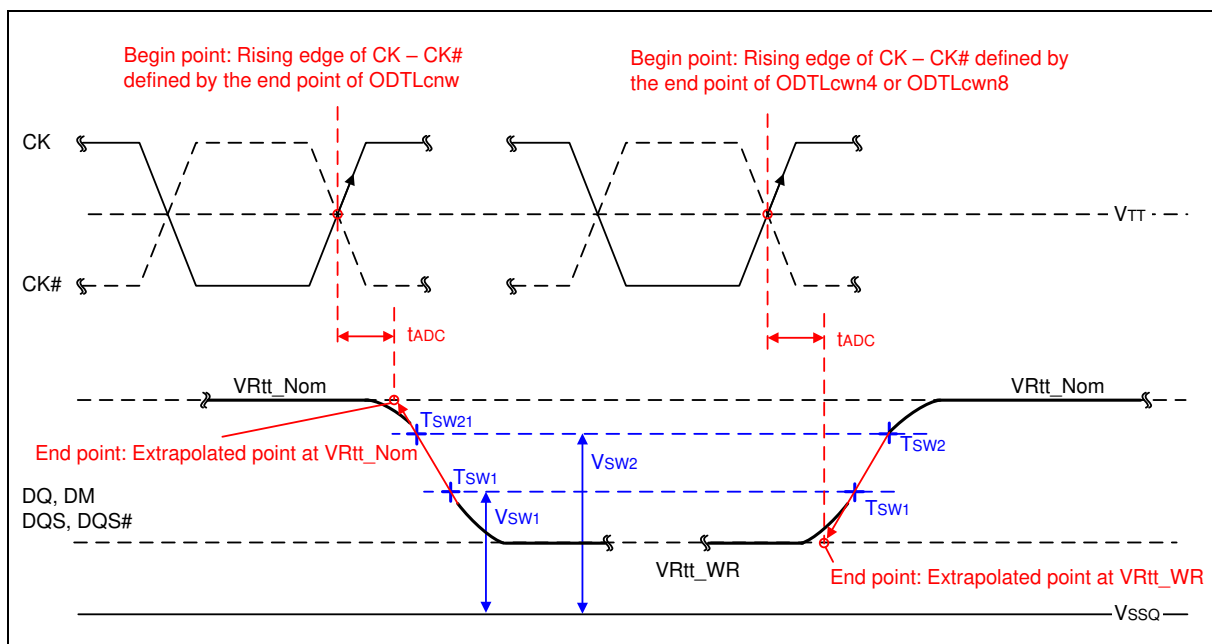 Begin point: Rising edge of CK – CK#
defined by the end point of ODTLcnw
Begin point: Rising edge of CK – CK# defined by
the end point of ODTLcwn4 or ODTLcwn8
CK
VTT
CK#
tADC
tADC
VRtt_Nom
VRtt_Nom
TSW21
TSW2
End point: Extrapolated point at VRtt_Nom
VSW2
TSW1
TSW1
DQ, DM
DQS, DQS#
VSW1
VRtt_WR
End point: Extrapolated point at VRtt_WR
VSSQ